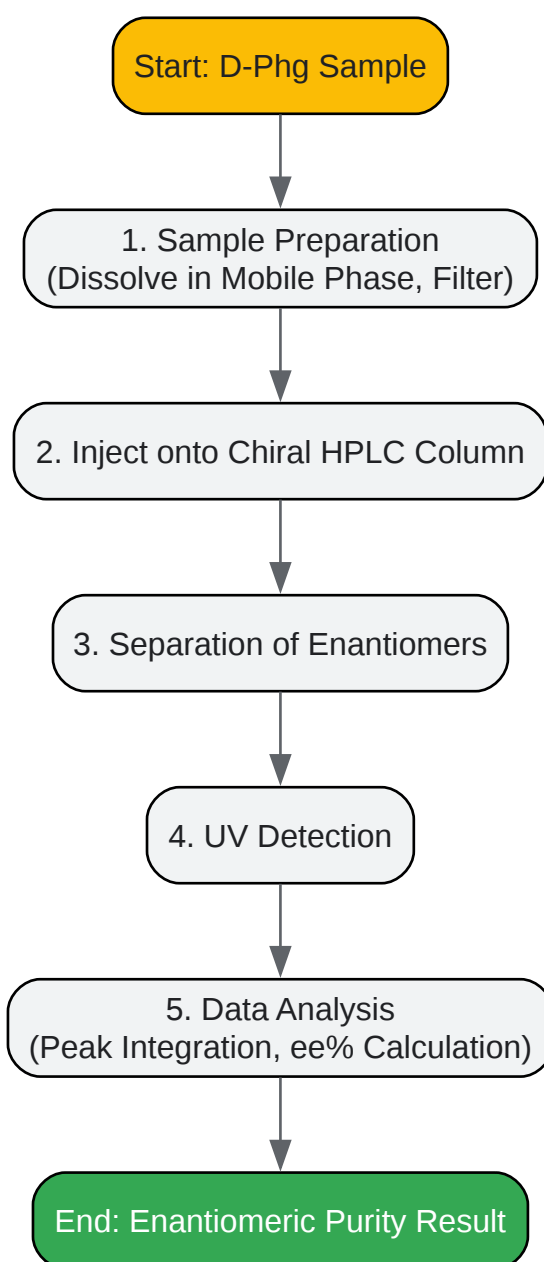 Start: D-Phg Sample
1. Sample Preparation
(Dissolve in Mobile Phase, Filter)
2. Inject onto Chiral HPLC Column
3. Separation of Enantiomers
4. UV Detection
5. Data Analysis
(Peak Integration, ee% Calculation)
End: Enantiomeric Purity Result